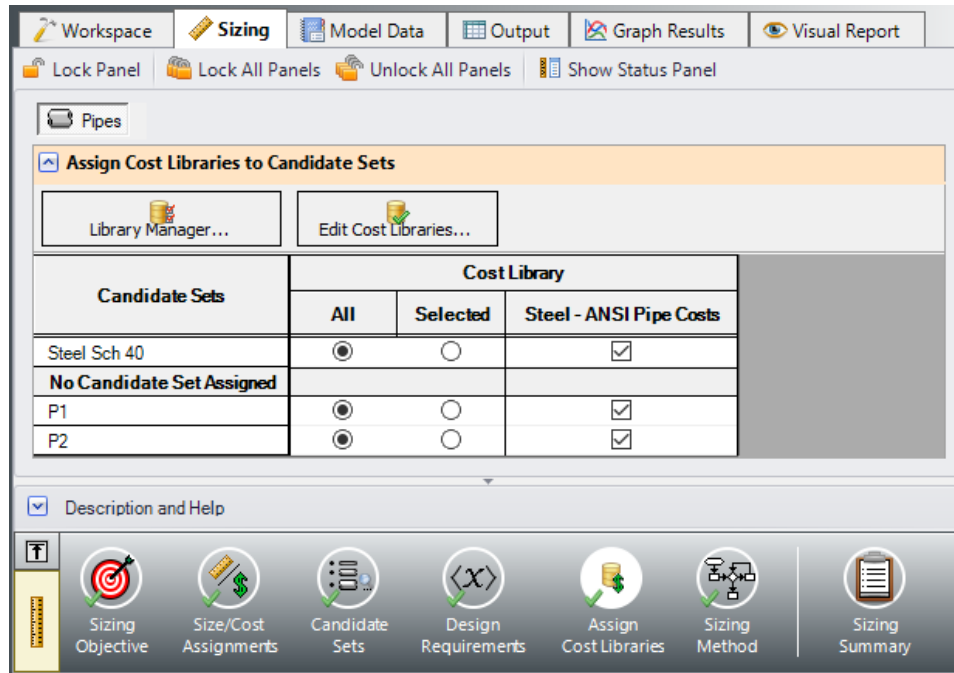 Workspace Sizing Model Data Output Graph Results Visual Report
Lock Panel Lock All Panels Unlock All Panels Show Status Panel
Pipes
Assign Cost Libraries to Candidate Sets
Library Manager... Edit Cost Libraries...
Candidate Sets Cost Library
All Selected Steel - ANSI Pipe Costs
Steel Sch 40
No Candidate Set Assigned
P1
P2
Description and Help
Sizing Objective
Size/Cost Assignments
Candidate Sets
⟨x⟩
Design Requirements
Assign Cost Libraries
Sizing Method
Sizing Summary